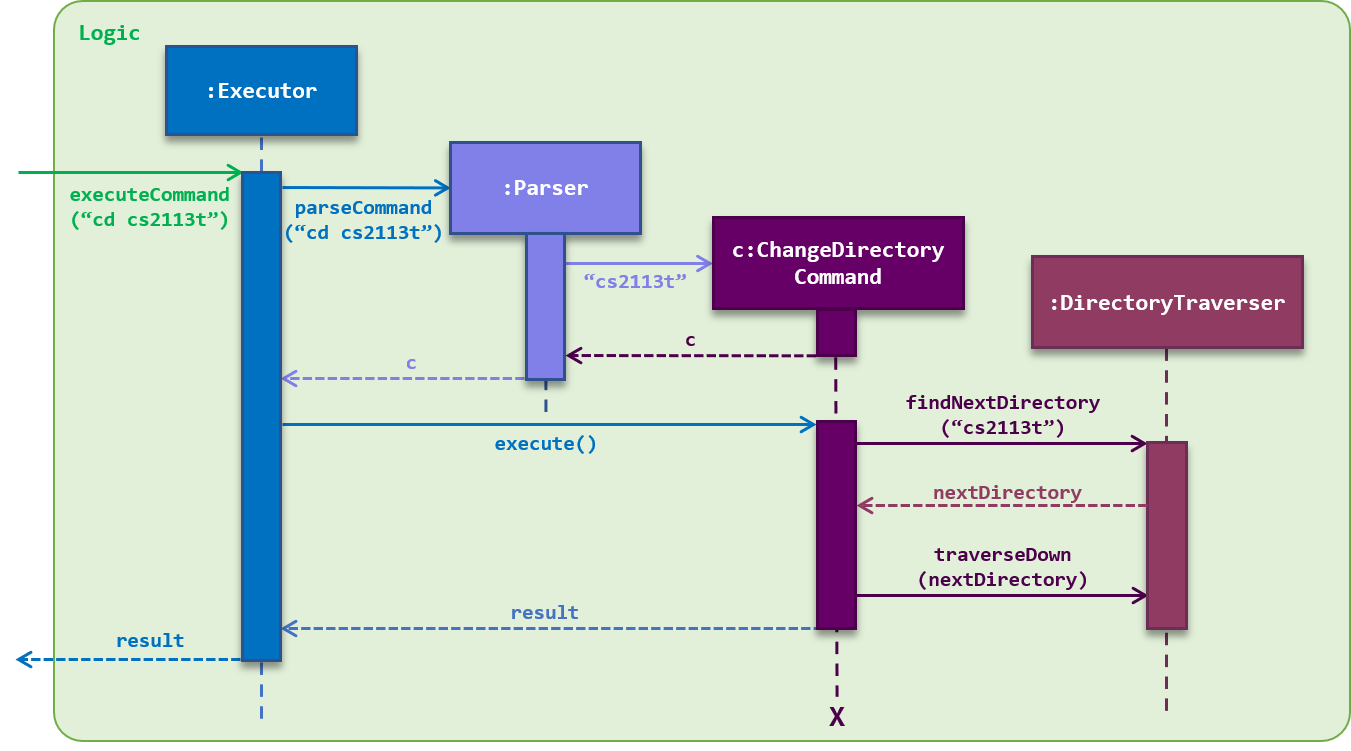 Logic
:Executor
executeCommand
(“cd cs2113t”)
parseCommand
(“cd cs2113t”)
:Parser
“cs2113t”
c:ChangeDirectory
Command
:DirectoryTraverser
c
c
execute()
findNextDirectory
(“cs2113t”)
nextDirectory
traverseDown
(nextDirectory)
result
result
X